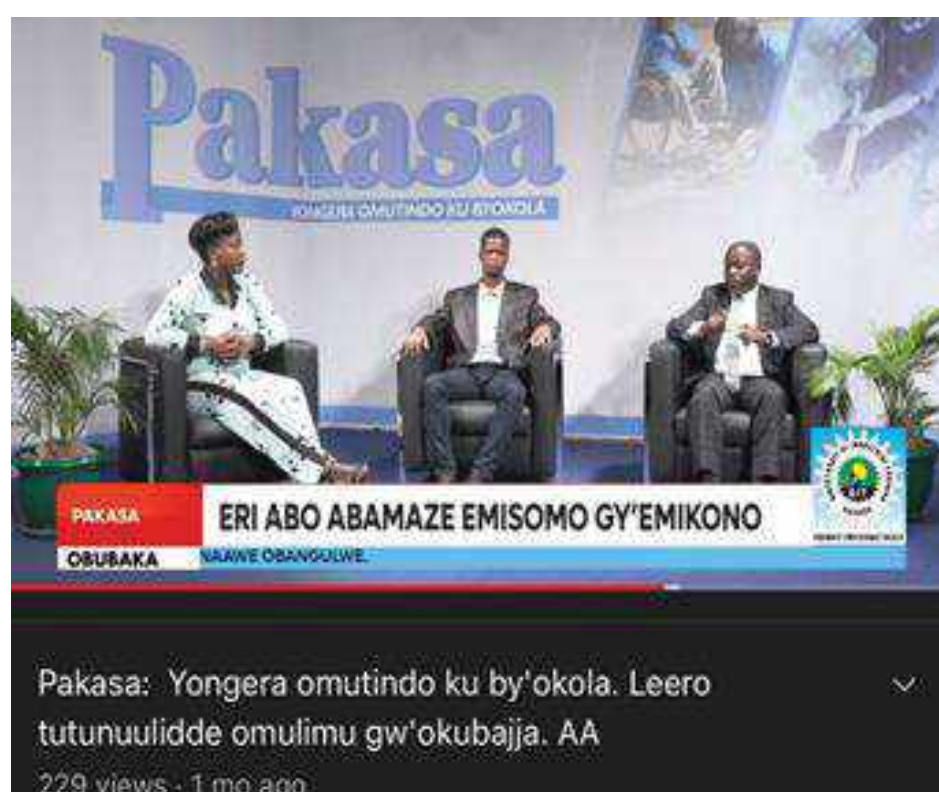 Pakasa
YONGERA OMUTINDO KU BYOKOLA
PAKASA
ERI ABO ABAMAZE EMISOMO GY'EMIKONO
OBUBAKA
NAAWE OBANGULWE.
Pakasa: Yongera omutindo ku by'okola. Leero
tutunuulidde omulimu gw'okubajja. AA
229 views · 1 mo ago